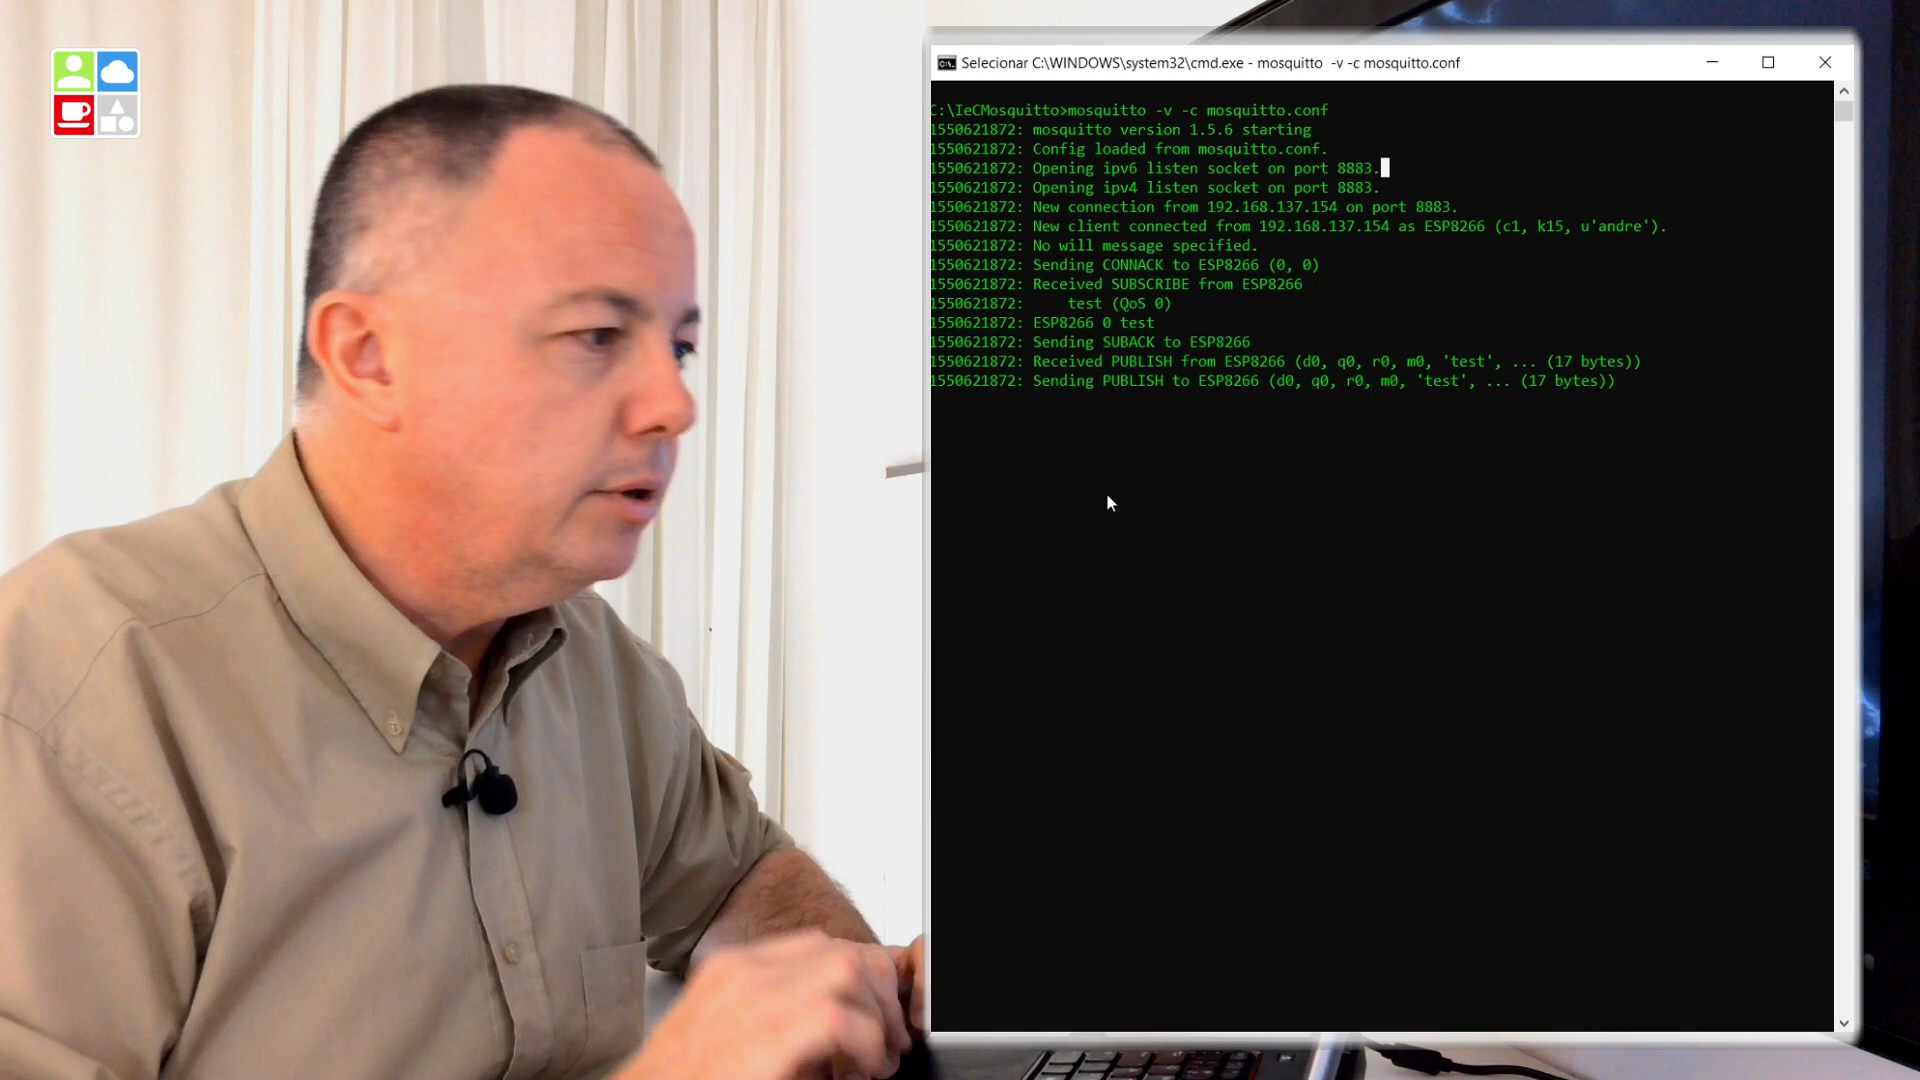 Selecionar C:\WINDOWS\system32\cmd.exe - mosquitto  -v -c mosquitto.conf
C:\IeCMosquitto>mosquitto -v -c mosquitto.conf
1550621872: mosquitto version 1.5.6 starting
1550621872: Config loaded from mosquitto.conf.
1550621872: Opening ipv6 listen socket on port 8883.
1550621872: Opening ipv4 listen socket on port 8883.
1550621872: New connection from 192.168.137.154 on port 8883.
1550621872: New client connected from 192.168.137.154 as ESP8266 (c1, k15, u'andre').
1550621872: No will message specified.
1550621872: Sending CONNACK to ESP8266 (0, 0)
1550621872: Received SUBSCRIBE from ESP8266
1550621872:     test (QoS 0)
1550621872: ESP8266 0 test
1550621872: Sending SUBACK to ESP8266
1550621872: Received PUBLISH from ESP8266 (d0, q0, r0, m0, 'test', ... (17 bytes))
1550621872: Sending PUBLISH to ESP8266 (d0, q0, r0, m0, 'test', ... (17 bytes))